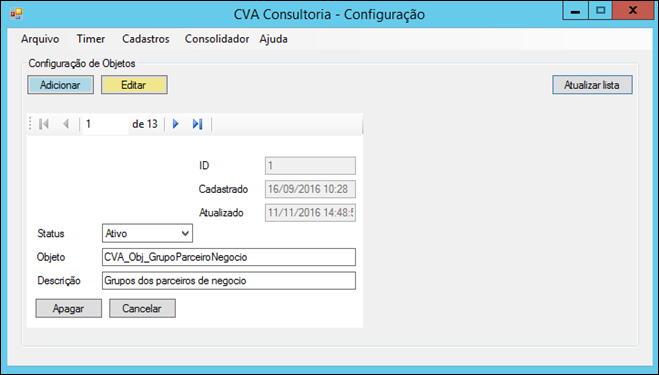 CVA Consultoria - Configuração
Arquivo Timer Cadastros Consolidador Ajuda
Configuração de Objetos
Adicionar Editar Atualizar lista
1 de 13
ID 1
Cadastrado 16/09/2016 10:28
Atualizado 11/11/2016 14:48:5
Status Ativo
Objeto CVA_Obj_GrupoParceiroNegocio
Descrição Grupos dos parceiros de negocio
Apagar Cancelar